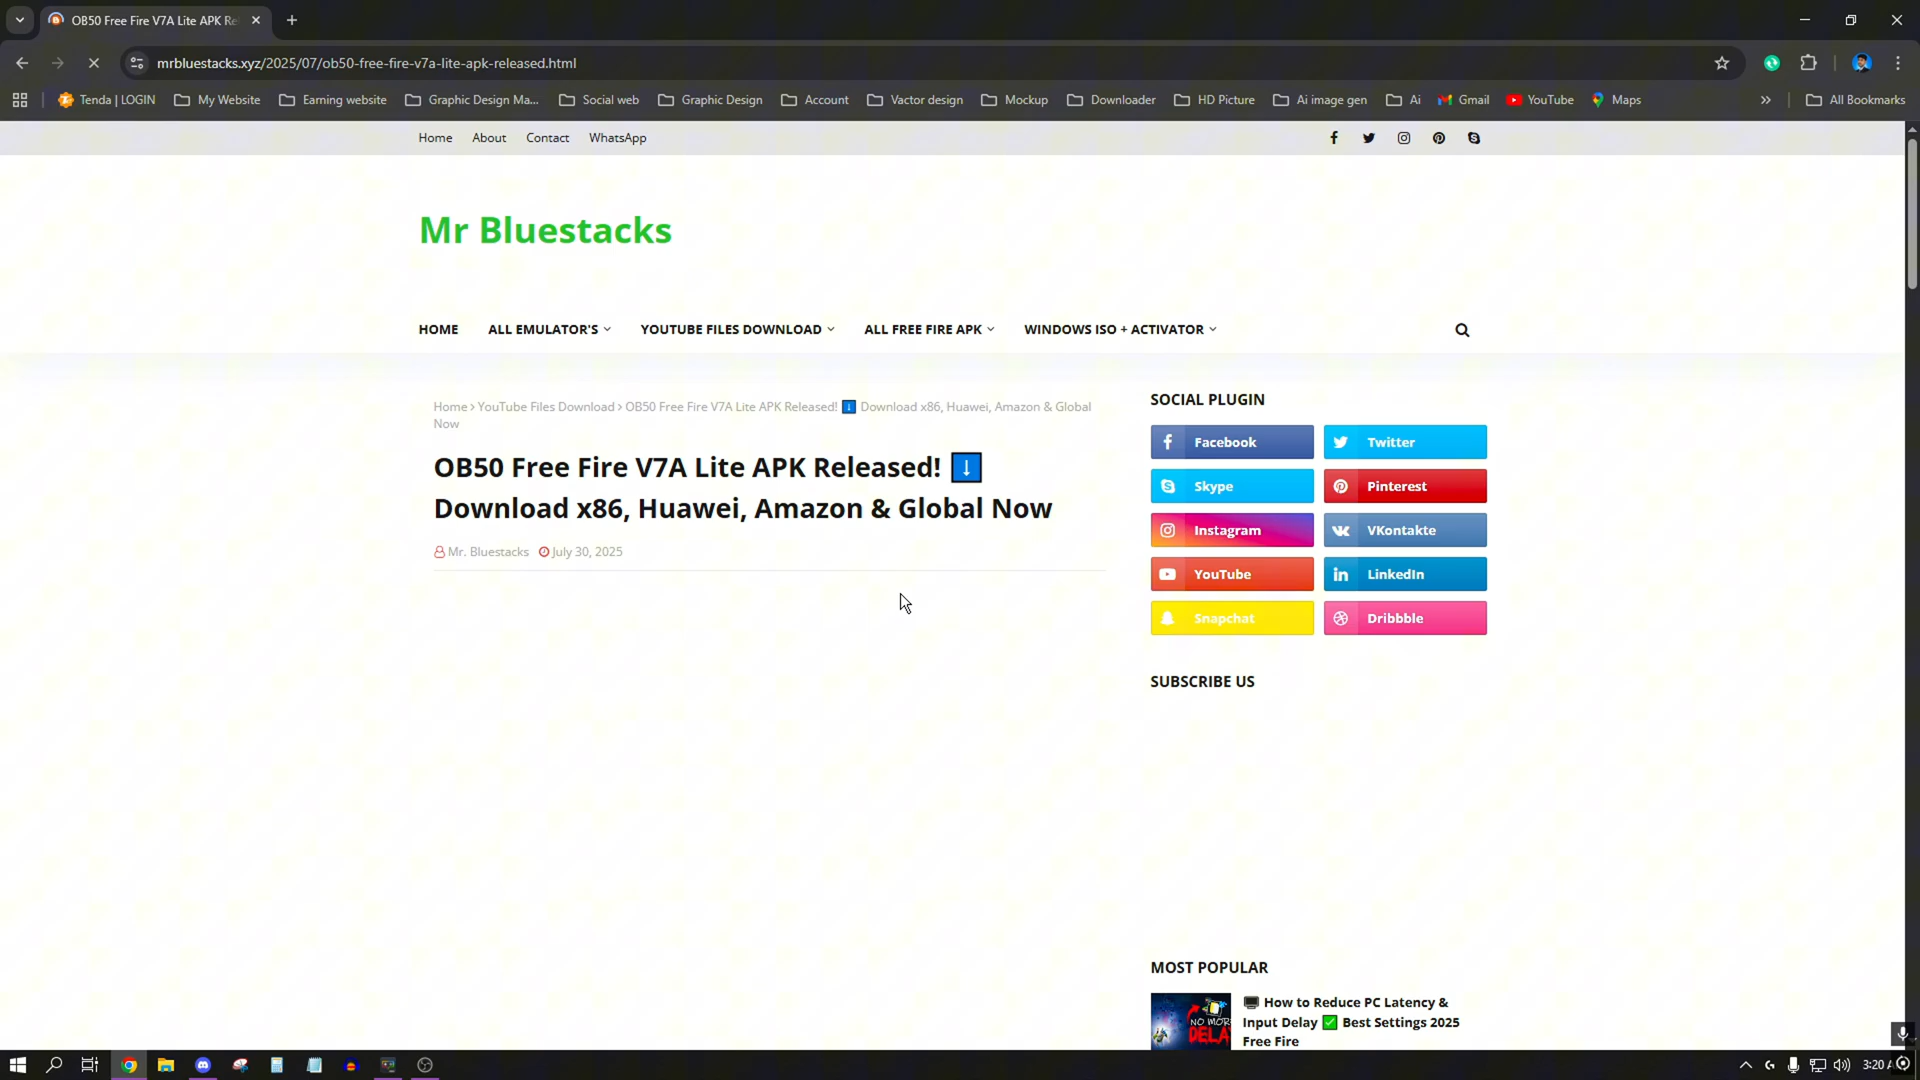 OB50 Free Fire V7A Lite APK Re
mrbluestacks.xyz/2025/07/ob50-free-fire-v7a-lite-apk-released.html
Tenda | LOGIN My Website Earning website Graphic Design Ma... Social web Graphic Design Account Vactor design Mockup Downloader HD Picture Ai image gen Ai Gmail YouTube Maps » All Bookmarks
Home About Contact WhatsApp
Mr Bluestacks
HOME ALL EMULATOR'S YOUTUBE FILES DOWNLOAD ALL FREE FIRE APK WINDOWS ISO + ACTIVATOR
Home › YouTube Files Download › OB50 Free Fire V7A Lite APK Released! ⬇️ Download x86, Huawei, Amazon & Global
Now
OB50 Free Fire V7A Lite APK Released! ⬇️
Download x86, Huawei, Amazon & Global Now
Mr. Bluestacks July 30, 2025
SOCIAL PLUGIN
Facebook Twitter
Skype Pinterest
Instagram VKontakte
YouTube LinkedIn
Snapchat Dribbble
SUBSCRIBE US
MOST POPULAR
NO MORE
DELA
🖥️ How to Reduce PC Latency &
Input Delay ✅ Best Settings 2025
Free Fire
3:20 A